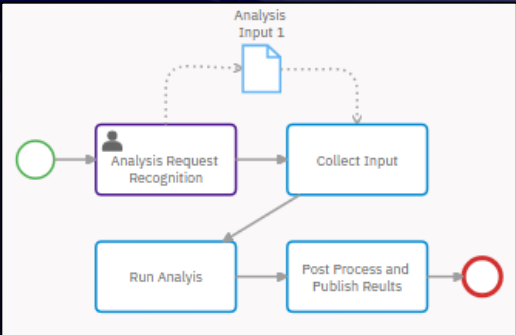 Analysis
Input 1
Analysis Request
Recognition
Collect Input
Run Analyis
Post Process and
Publish Reults